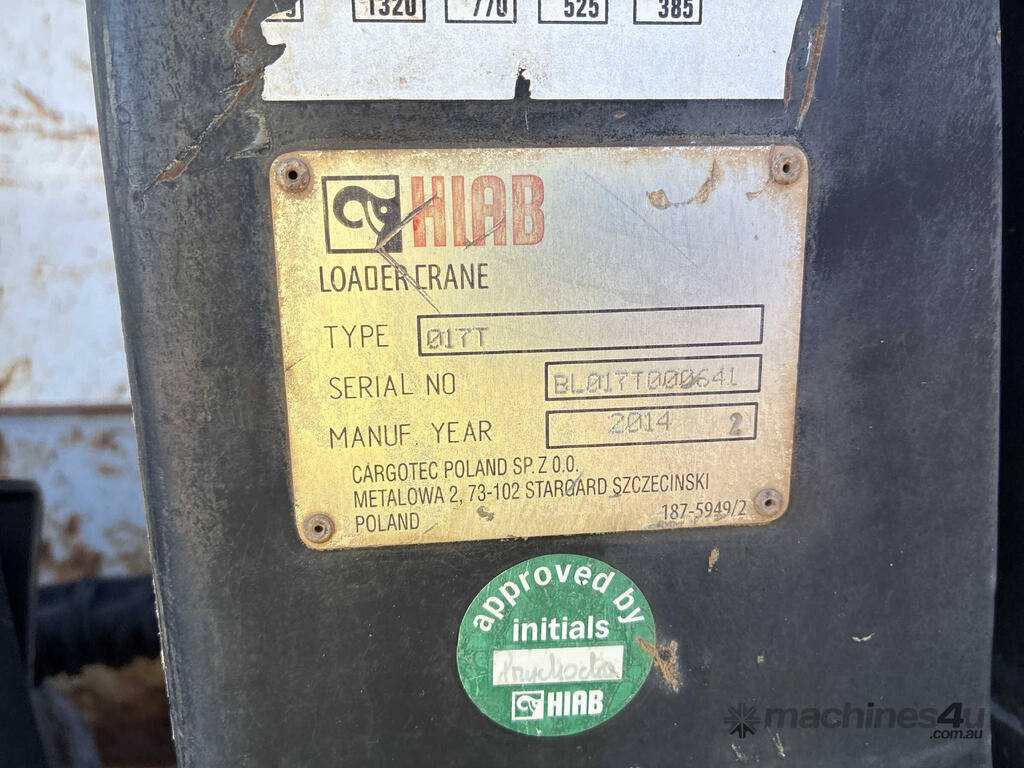 1320 770 525 385
HIAB
LOADER CRANE
TYPE 017T
SERIAL NO BL017T000641
MANUF. YEAR 2014 2
CARGOTEC POLAND SP. Z O.O.
METALOWA 2, 73-102 STARGARD SZCZECINSKI
POLAND 187-5949/2
approved by
initials
HIAB
machines4u
.com.au